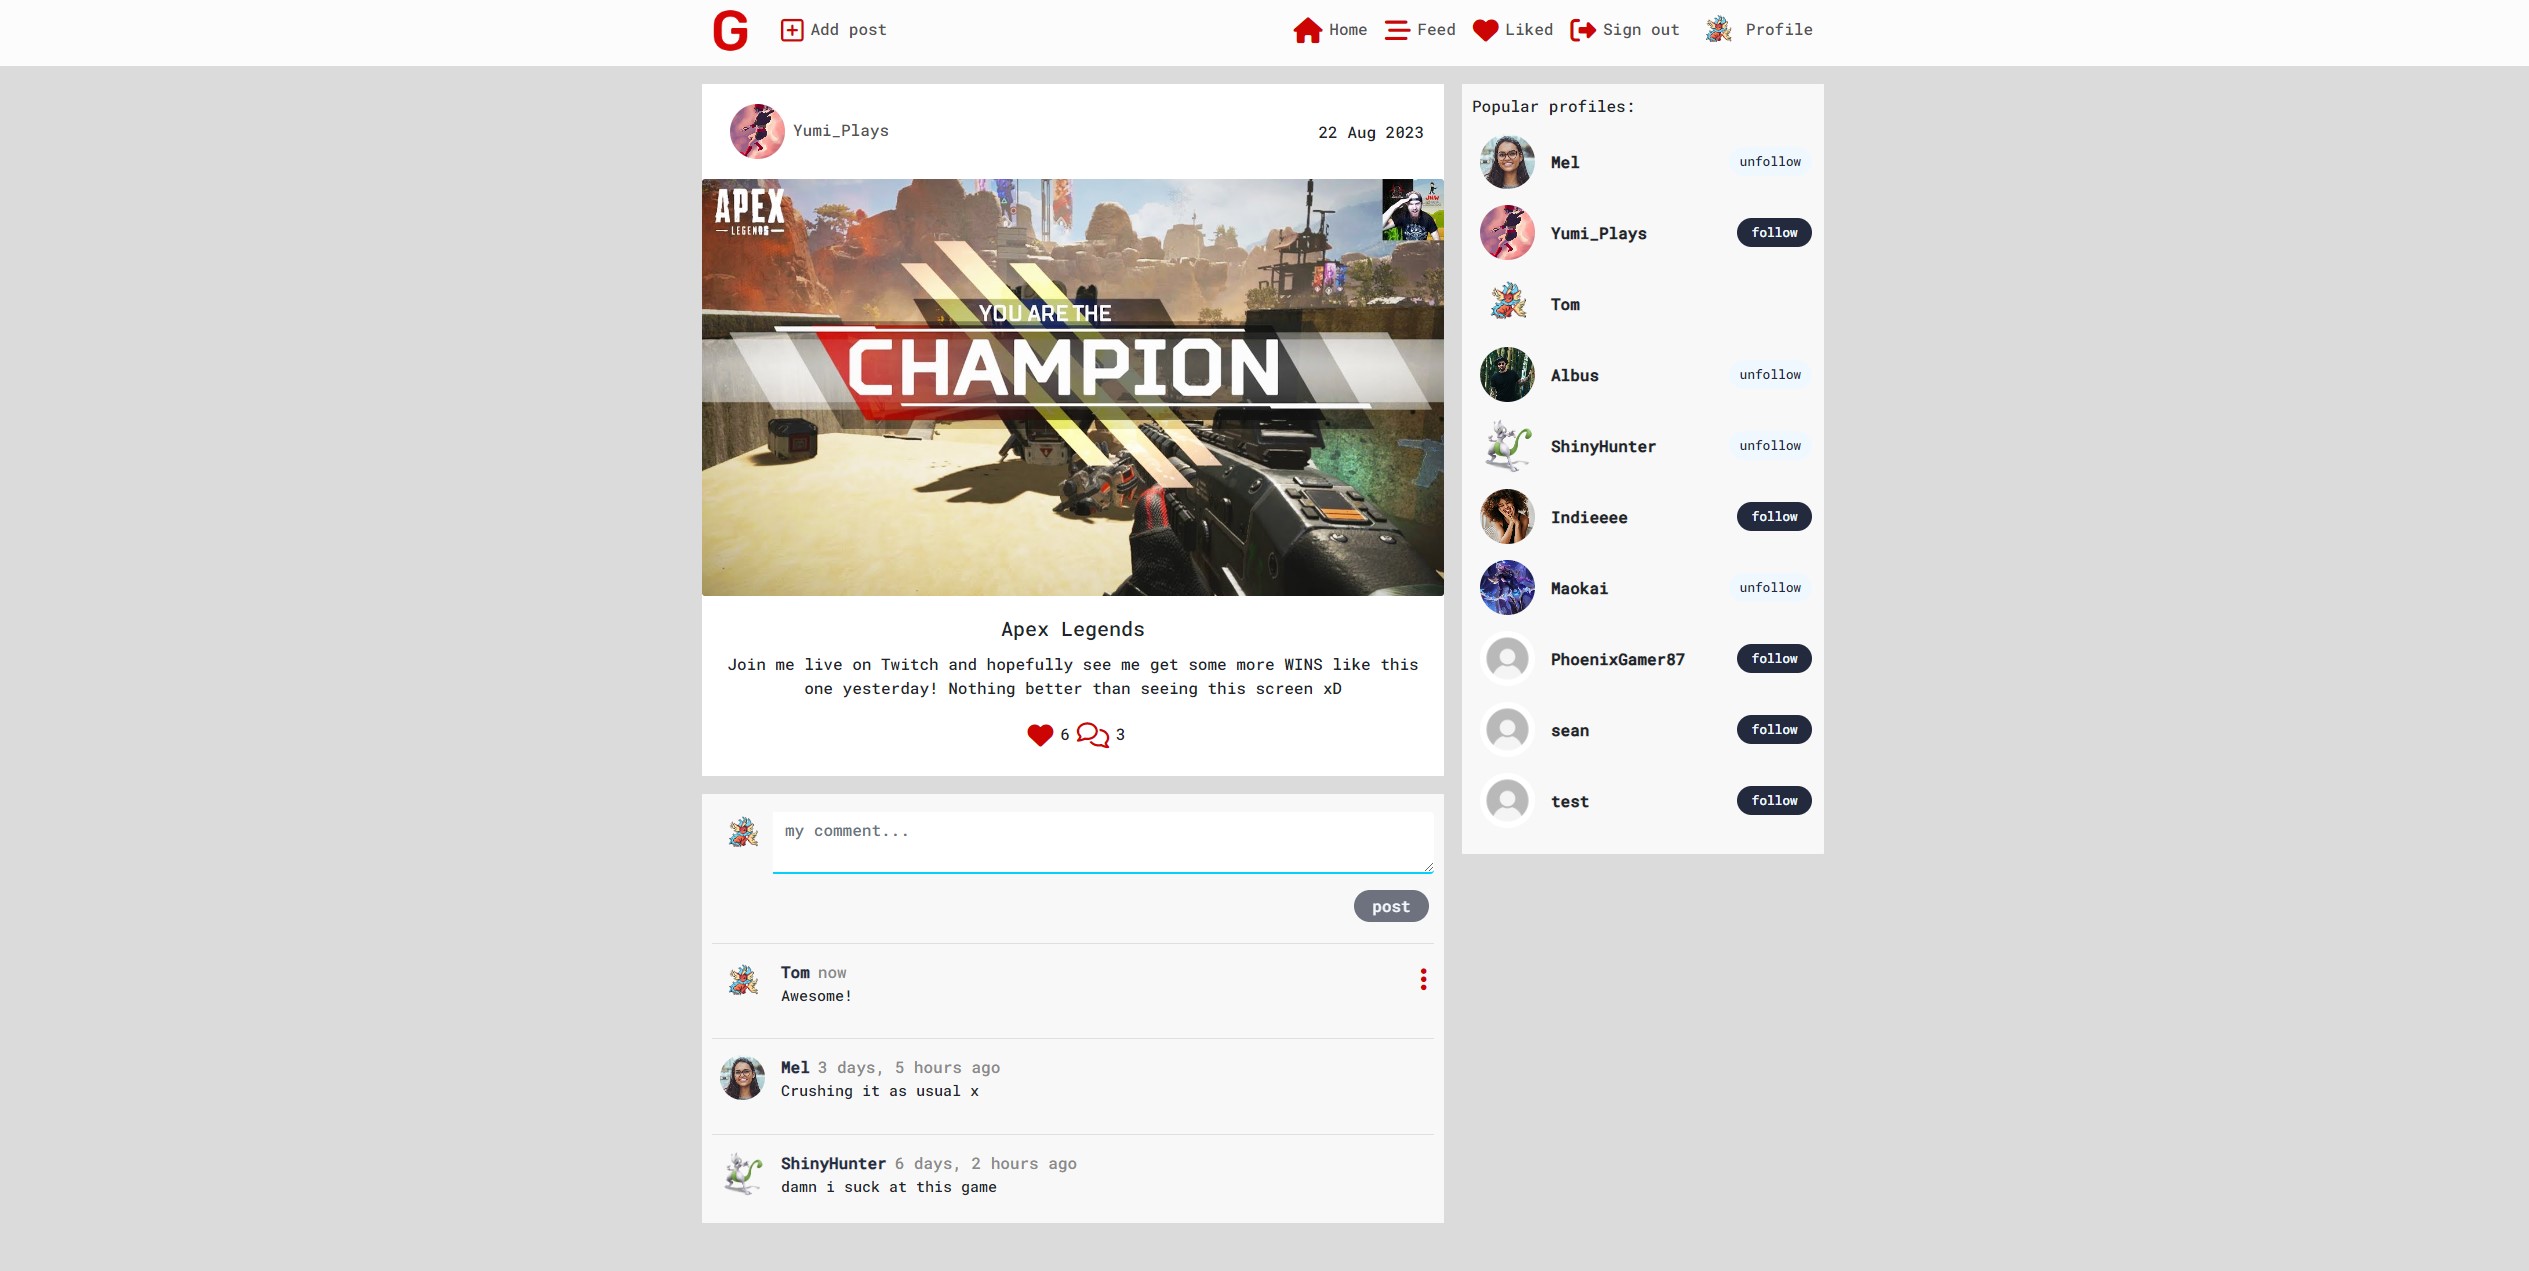 G Add post Home Feed Liked Sign out Profile
Yumi_Plays 22 Aug 2023
APEX
LEGENDS
YOU ARE THE
CHAMPION
Apex Legends
Join me live on Twitch and hopefully see me get some more WINS like this
one yesterday! Nothing better than seeing this screen xD
6 3
my comment...
post
Tom now
Awesome!
Mel 3 days, 5 hours ago
Crushing it as usual x
ShinyHunter 6 days, 2 hours ago
damn i suck at this game
Popular profiles:
Mel unfollow
Yumi_Plays follow
Tom
Albus unfollow
ShinyHunter unfollow
Indieeee follow
Maokai unfollow
PhoenixGamer87 follow
sean follow
test follow